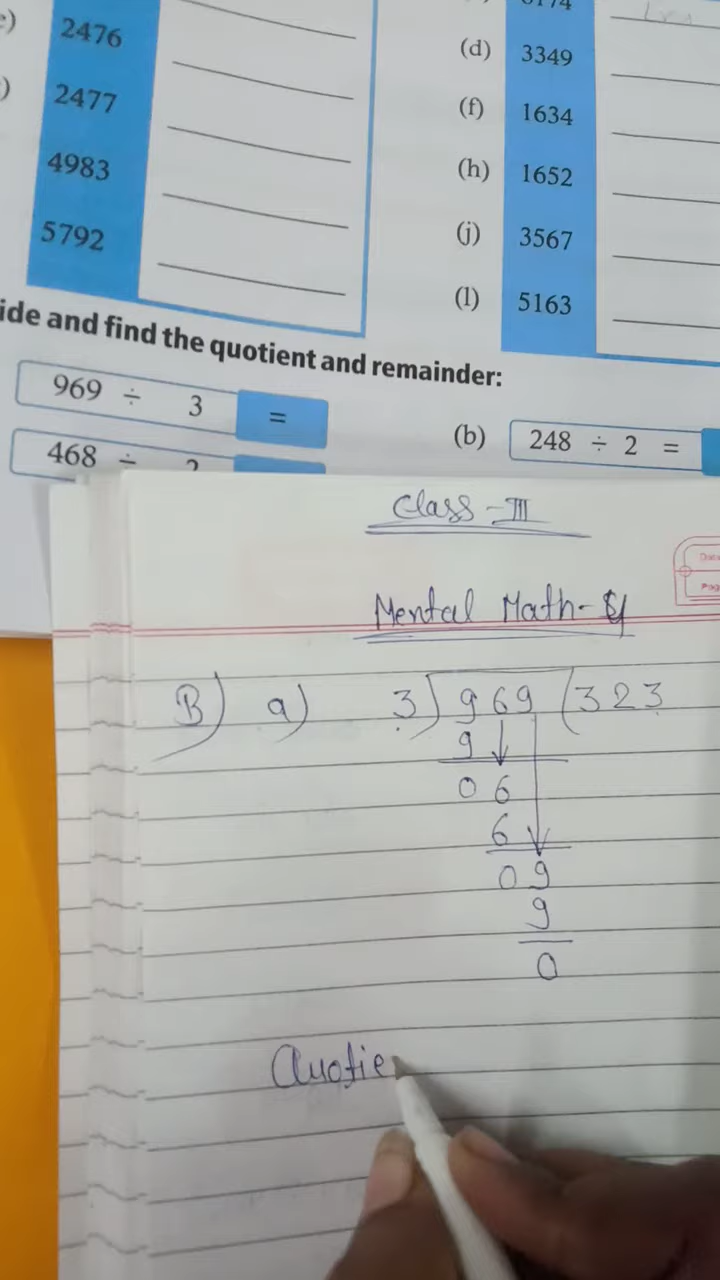 2476
2477
4983
5792
(d) 3349
(f) 1634
(h) 1652
(j) 3567
(l) 5163
ide and find the quotient and remainder:
969 ÷ 3 =
(b) 248 ÷ 2 =
468 ÷ 2
Class - III
Mental Math-
B) a) 3) 969 (323
9
06
6
09
9
0
Quotie